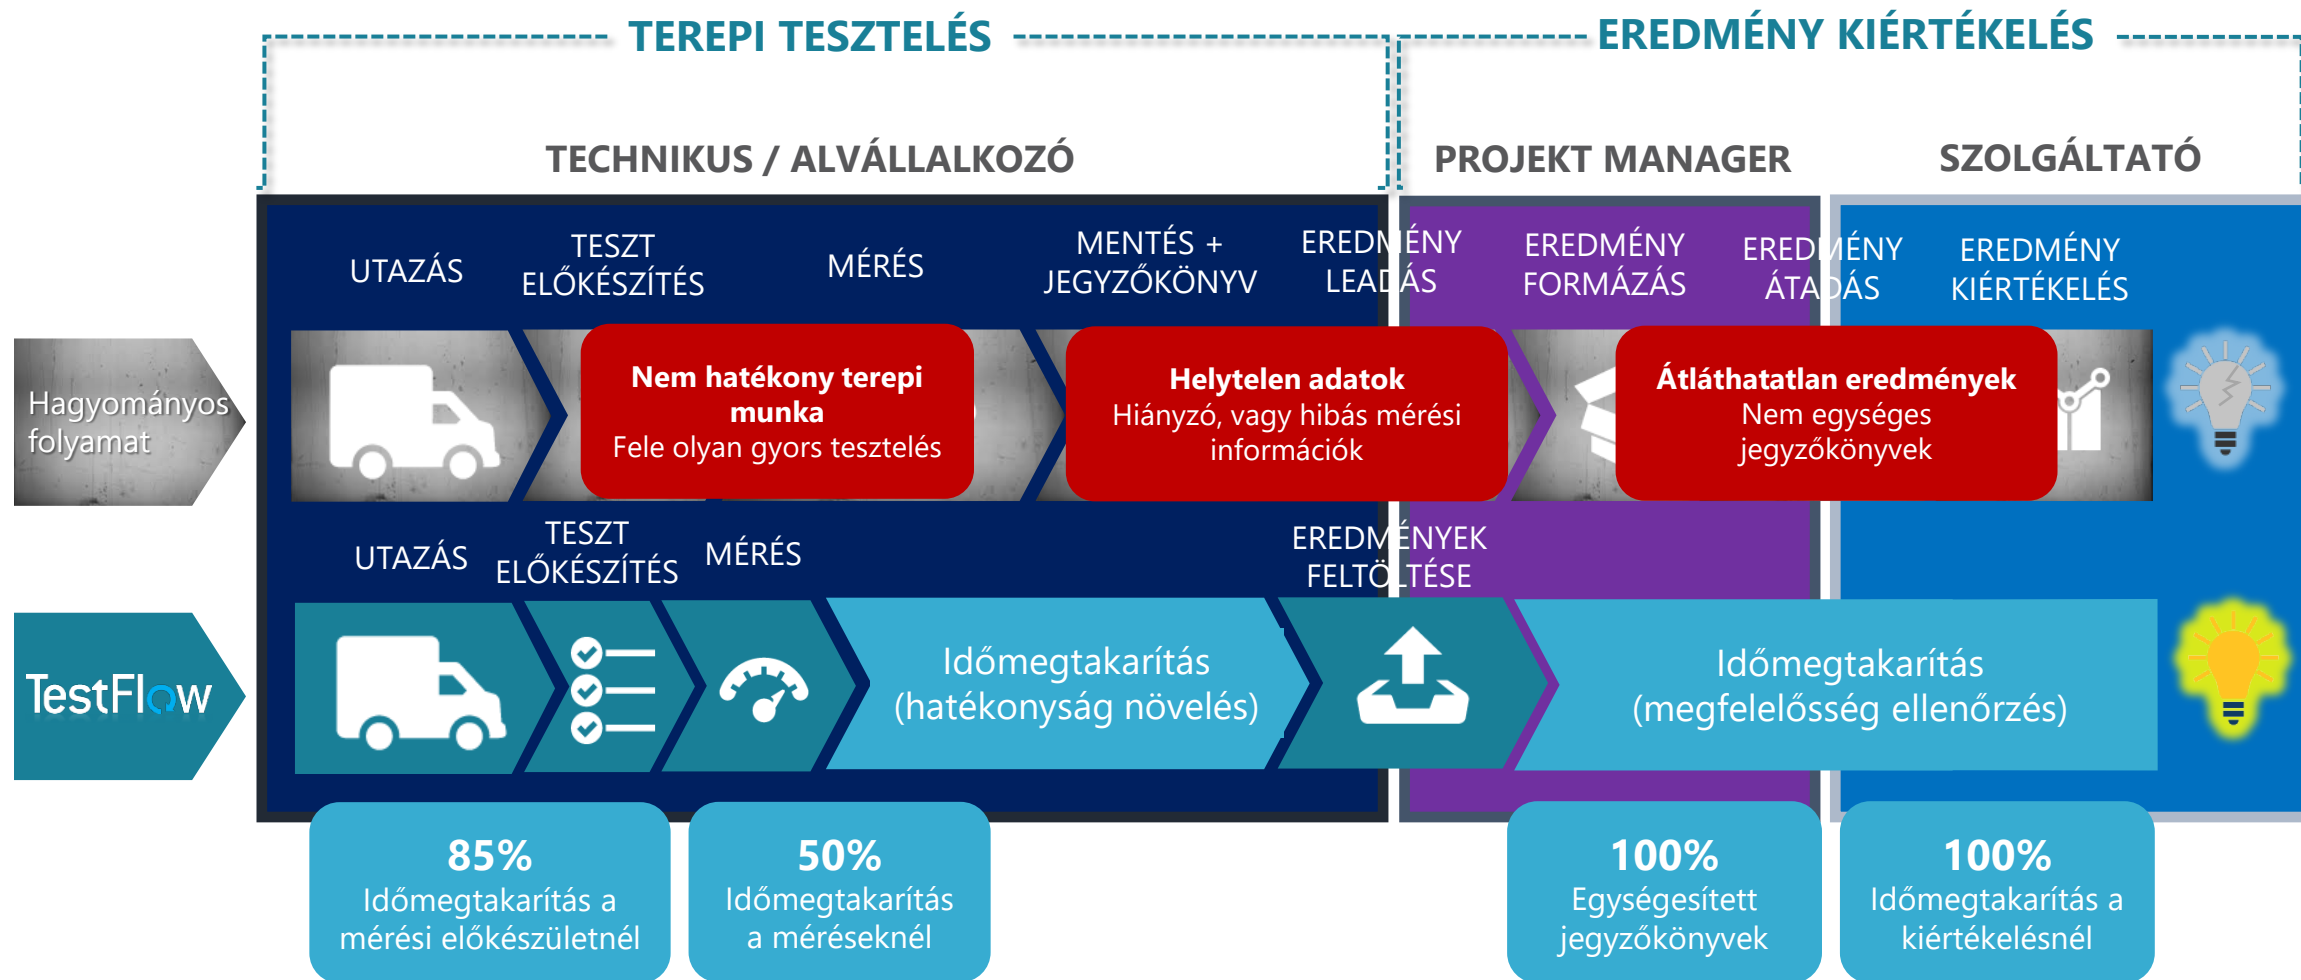 TEREPI TESZTELÉS
EREDMÉNY KIÉRTÉKELÉS
TECHNIKUS / ALVÁLLALKOZÓ
PROJEKT MANAGER
SZOLGÁLTATÓ
UTAZÁS
TESZT
ELŐKÉSZÍTÉS
MÉRÉS
MENTÉS +
JEGYZŐKÖNYV
EREDMÉNY
LEADÁS
EREDMÉNY
FORMÁZÁS
EREDMÉNY
ÁTADÁS
EREDMÉNY
KIÉRTÉKELÉS
Hagyományos
folyamat
Nem hatékony terepi
munka
Fele olyan gyors tesztelés
Helytelen adatok
Hiányzó, vagy hibás mérési
információk
Átláthatatlan eredmények
Nem egységes
jegyzőkönyvek
UTAZÁS
TESZT
ELŐKÉSZÍTÉS
MÉRÉS
EREDMÉNYEK
FELTÖLTÉSE
TestFlow
Időmegtakarítás
(hatékonyság növelés)
Időmegtakarítás
(megfelelősség ellenőrzés)
85%
Időmegtakarítás a
mérési előkészületnél
50%
Időmegtakarítás
a méréseknél
100%
Egységesített
jegyzőkönyvek
100%
Időmegtakarítás a
kiértékelésnél